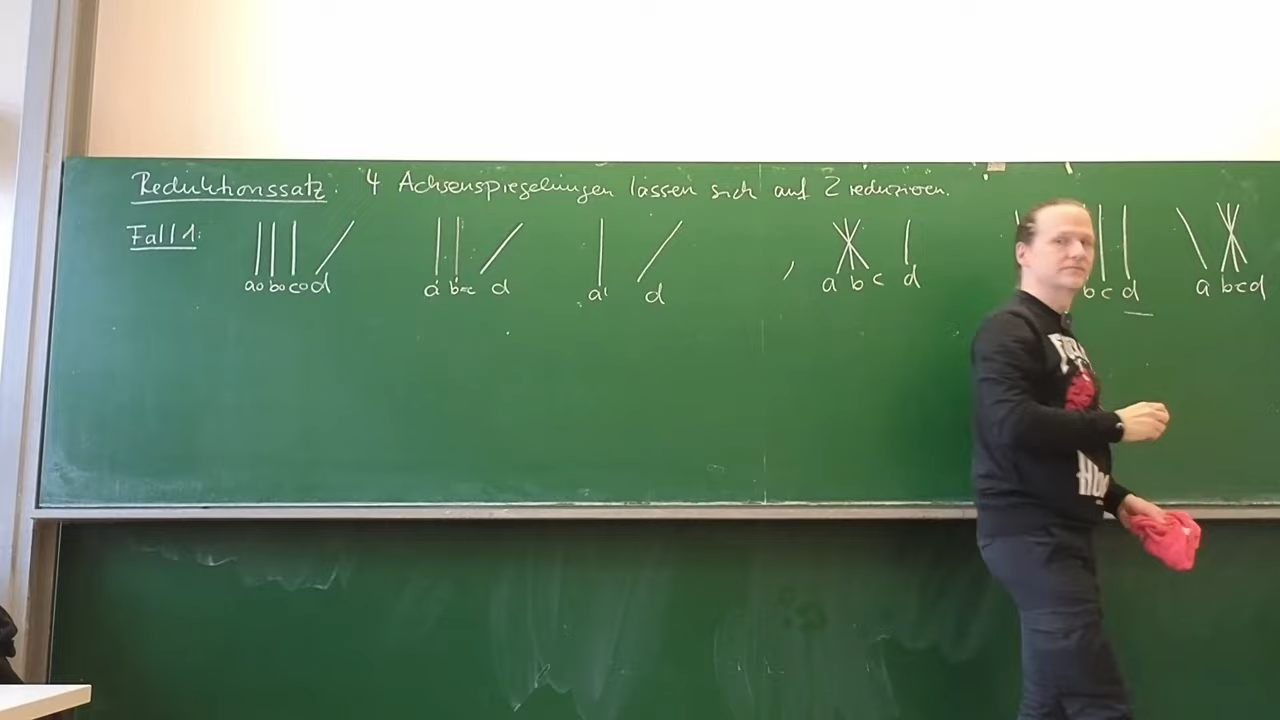 Reduktionssatz: 4 Achsenspiegelungen lassen sich auf 2 reduzieren.
Fall 1: a∘b∘c∘d a' b'=c d a' d , a b c d b c d a b c d